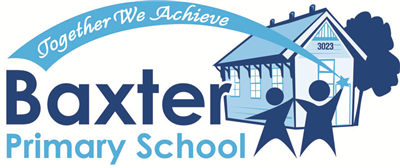 Together We Achieve
3023
Baxter
Primary School